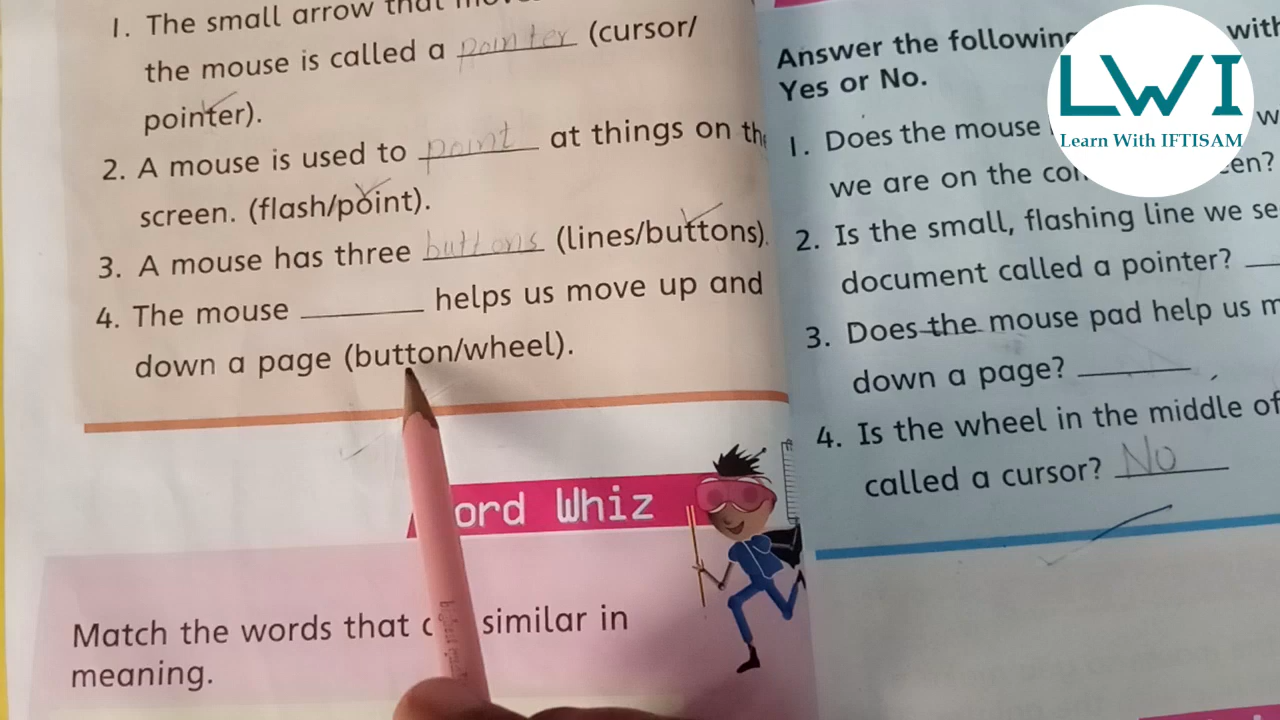 1. The small arrow that
the mouse is called a pointer (cursor/
pointer).
2. A mouse is used to point at things on the
screen. (flash/point).
3. A mouse has three buttons (lines/buttons).
4. The mouse ________ helps us move up and
down a page (button/wheel).
ord Whiz
Match the words that similar in
meaning.
Answer the following with
Yes or No.
1. Does the mouse
we are on the
2. Is the small, flashing line we
document called a pointer? ___
3. Does the mouse pad help us
down a page? ________
4. Is the wheel in the middle of
called a cursor? No
LWI
Learn With IFTISAM